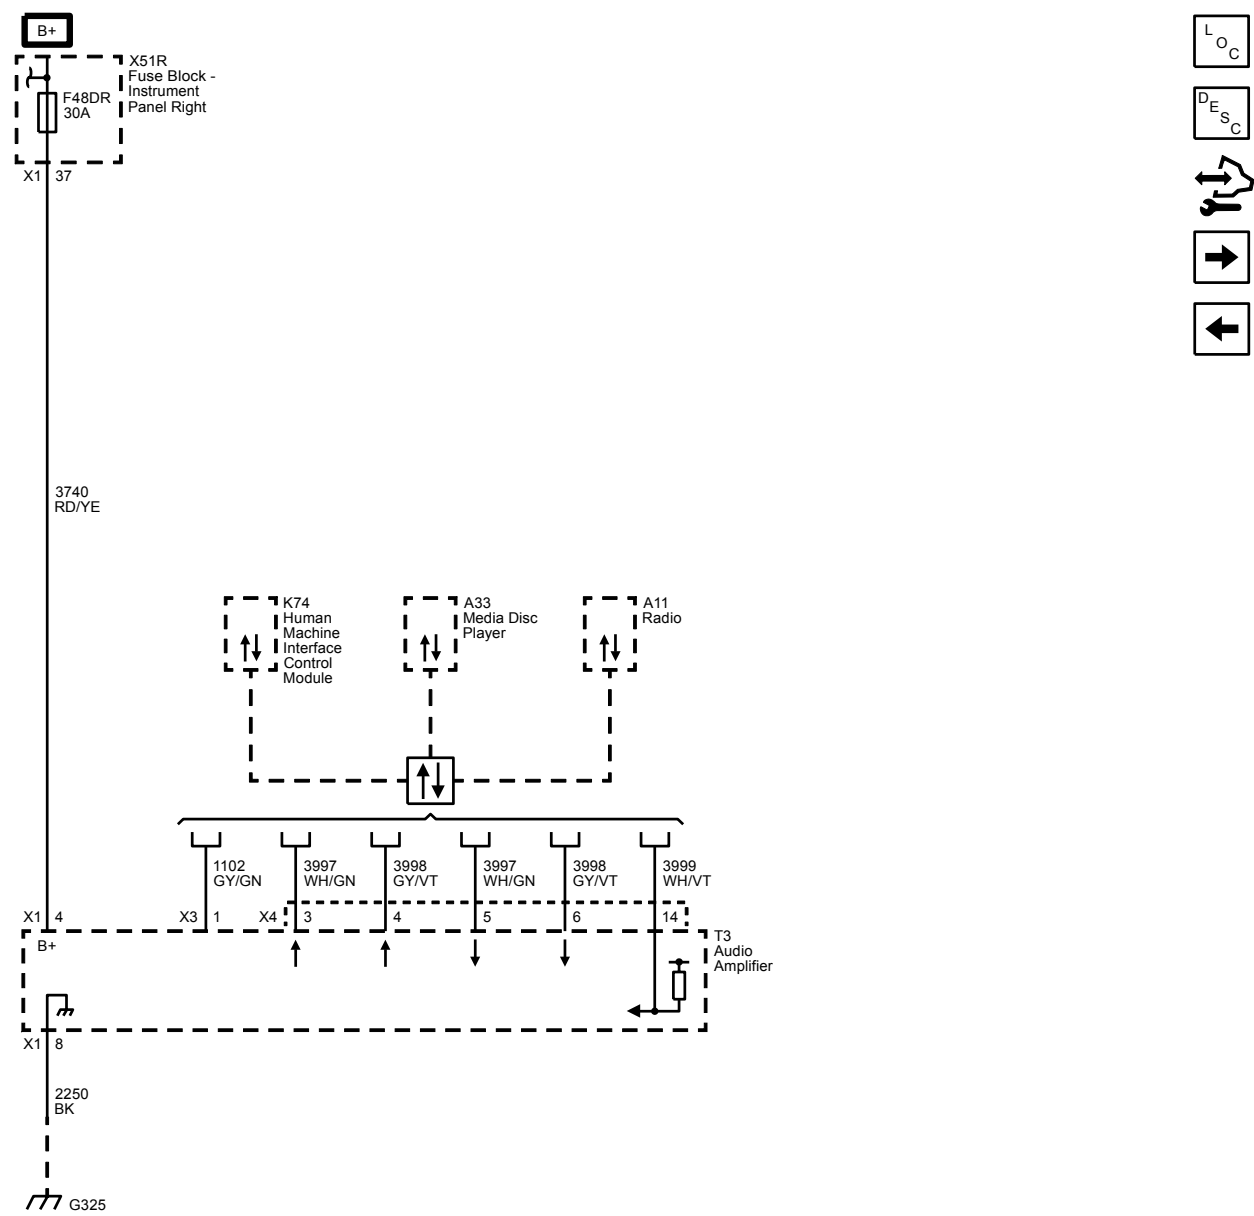 B+
X51R
Fuse Block -
Instrument
Panel Right
F48DR
30A
X1 37
3740
RD/YE
K74
Human
Machine
Interface
Control
Module
A33
Media Disc
Player
A11
Radio
1102
GY/GN
3997
WH/GN
3998
GY/VT
3997
WH/GN
3998
GY/VT
3999
WH/VT
X1 4 X3 1 X4 3 4 5 6 14
B+
T3
Audio
Amplifier
X1 8
2250
BK
G325
LOC
DESC